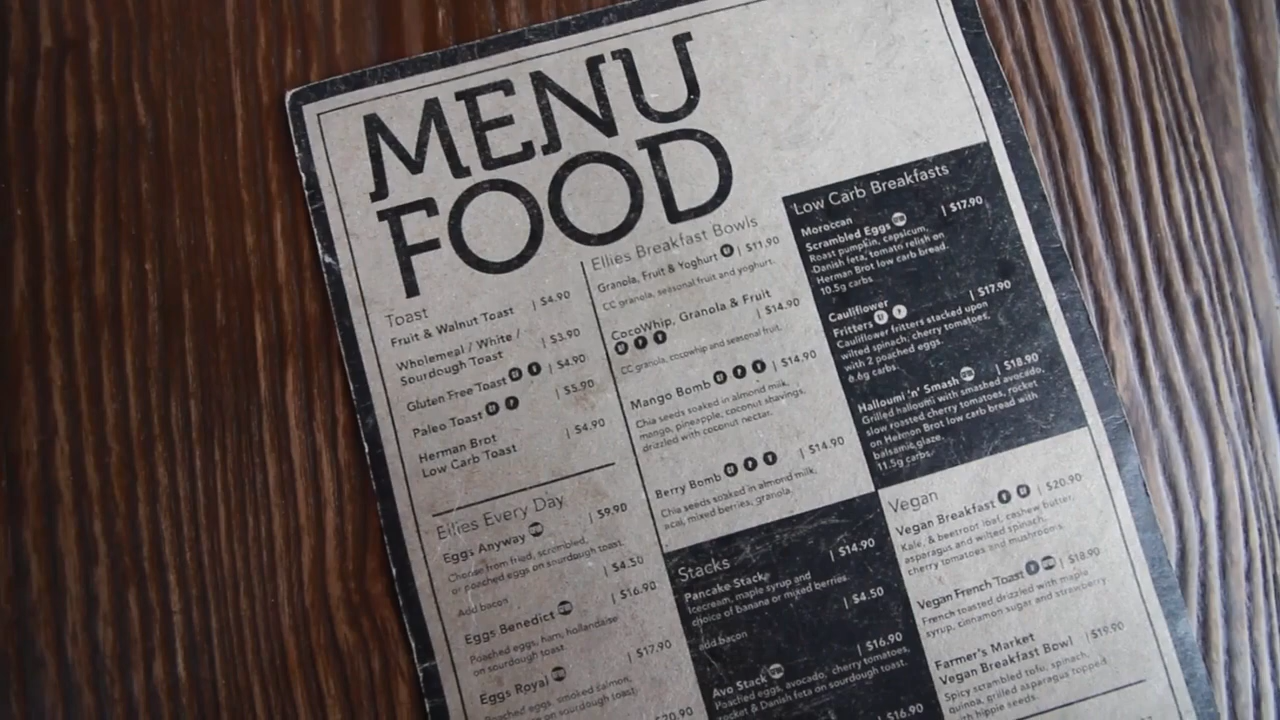 MENU
FOOD
Toast
Fruit & Walnut Toast | $4.90
Wholemeal / White /
Sourdough Toast | $3.90
Gluten Free Toast | $4.90
Paleo Toast | $5.90
Herman Brot
Low Carb Toast | $4.90
Ellies Every Day
Eggs Anyway | $9.90
Choose from fried, scrambled,
or poached eggs on sourdough toast.
Add bacon | $4.50
Eggs Benedict | $16.90
Poached eggs, ham, hollandaise
on sourdough toast.
Eggs Royal | $17.90
Poached eggs, smoked salmon,
on sourdough toast.
$20.90
Ellies Breakfast Bowls
Granola, Fruit & Yoghurt | $11.90
CC granola, seasonal fruit and yoghurt.
CocoWhip, Granola & Fruit
| $14.90
CC granola, cocowhip and seasonal fruit.
Mango Bomb | $14.90
Chia seeds soaked in almond milk,
mango, pineapple, coconut shavings,
drizzled with coconut nectar.
Berry Bomb | $14.90
Chia seeds soaked in almond milk,
acai, mixed berries, granola.
Stacks
Pancake Stack | $14.90
Icecream, maple syrup and
choice of banana or mixed berries.
add bacon | $4.50
Avo Stack | $16.90
Poached eggs, avocado, cherry tomatoes,
rocket & Danish feta on sourdough toast.
| $16.90
Low Carb Breakfasts
Moroccan
Scrambled Eggs | $17.90
Roast pumpkin, capsicum,
Danish feta, tomato relish on
Herman Brot low carb bread.
10.5g carbs
Cauliflower
Fritters | $17.90
Cauliflower fritters stacked upon
wilted spinach, cherry tomatoes,
with 2 poached eggs.
6.6g carbs
Halloumi 'n' Smash | $18.90
Grilled halloumi with smashed avocado,
slow roasted cherry tomatoes, rocket
on Helmon Brot low carb bread with
balsamic glaze.
11.5g carbs
Vegan
Vegan Breakfast | $20.90
Kale, & beetroot loaf, cashew butter,
asparagus and wilted spinach,
cherry tomatoes and mushrooms.
Vegan French Toast | $18.90
French toasted drizzled with maple
syrup, cinnamon sugar and strawberry
Farmer's Market
Vegan Breakfast Bowl | $19.90
Spicy scrambled tofu, spinach,
quinoa, grilled asparagus topped
with hippie seeds.